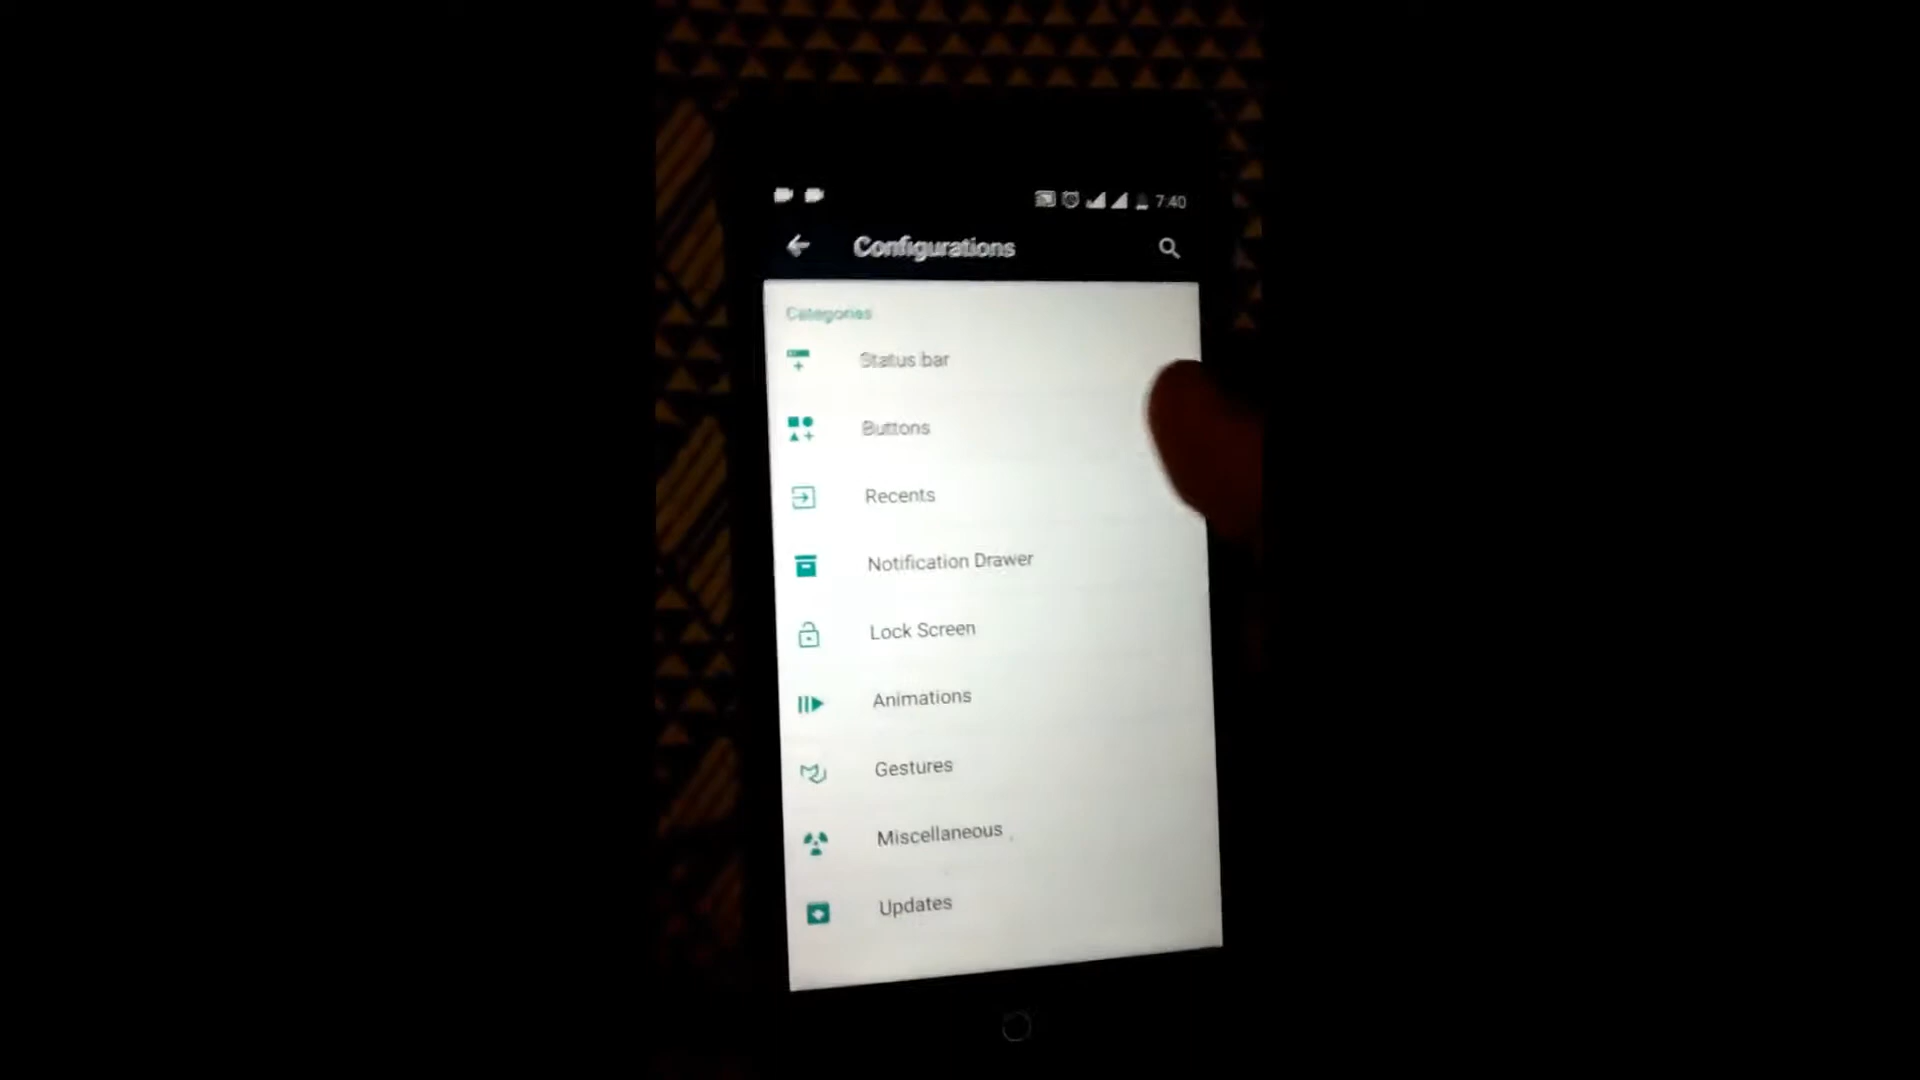 7:40
Configurations
Categories
Status bar
Buttons
Recents
Notification Drawer
Lock Screen
Animations
Gestures
Miscellaneous
Updates